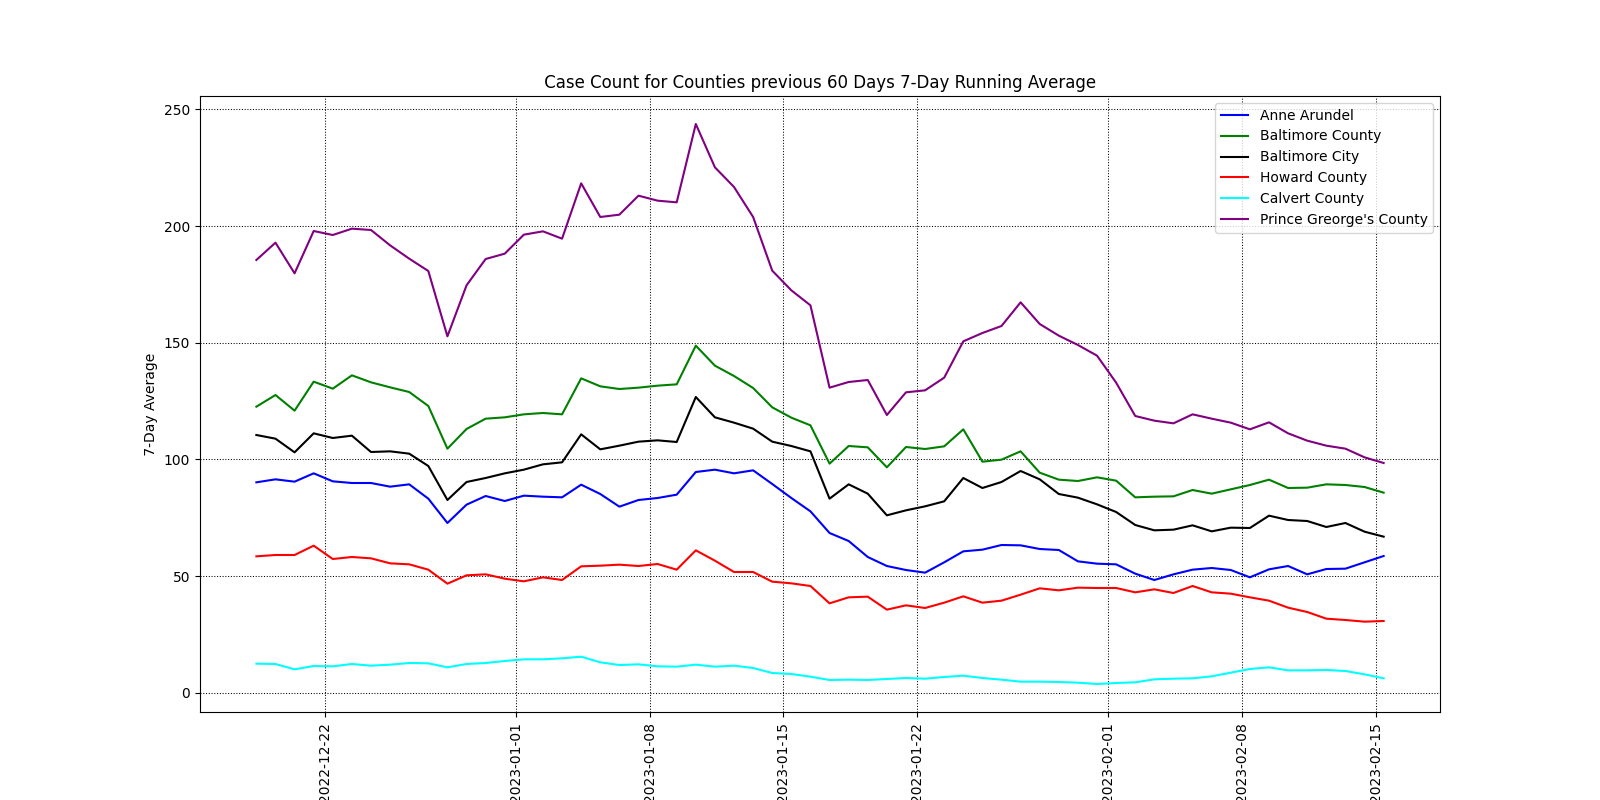 Case Count for Counties previous 60 Days 7-Day Running Average
250
200
150
100
50
0
7-Day Average
Anne Arundel
Baltimore County
Baltimore City
Howard County
Calvert County
Prince Greorge's County
2022-12-22
2023-01-01
2023-01-08
2023-01-15
2023-01-22
2023-02-01
2023-02-08
2023-02-15